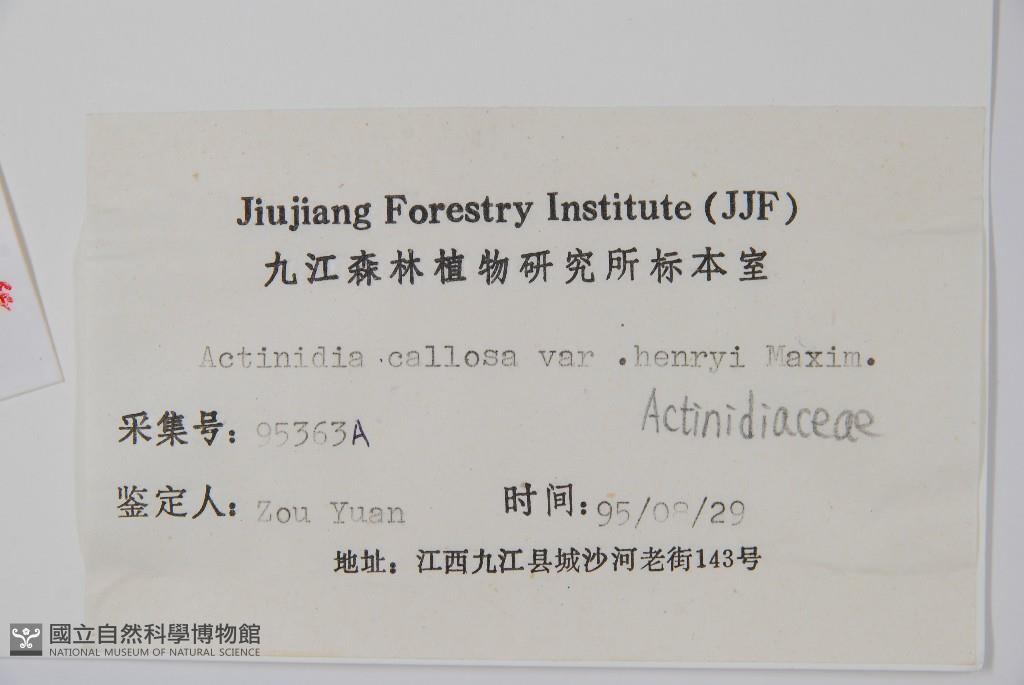 Jiujiang Forestry Institute (JJF)
九江森林植物研究所标本室
Actinidia callosa var .henryi Maxim.
Actinidiaceae
采集号: 95363A
鉴定人: Zou Yuan 时间: 95/08/29
地址: 江西九江县城沙河老街143号
國立自然科學博物館
NATIONAL MUSEUM OF NATURAL SCIENCE